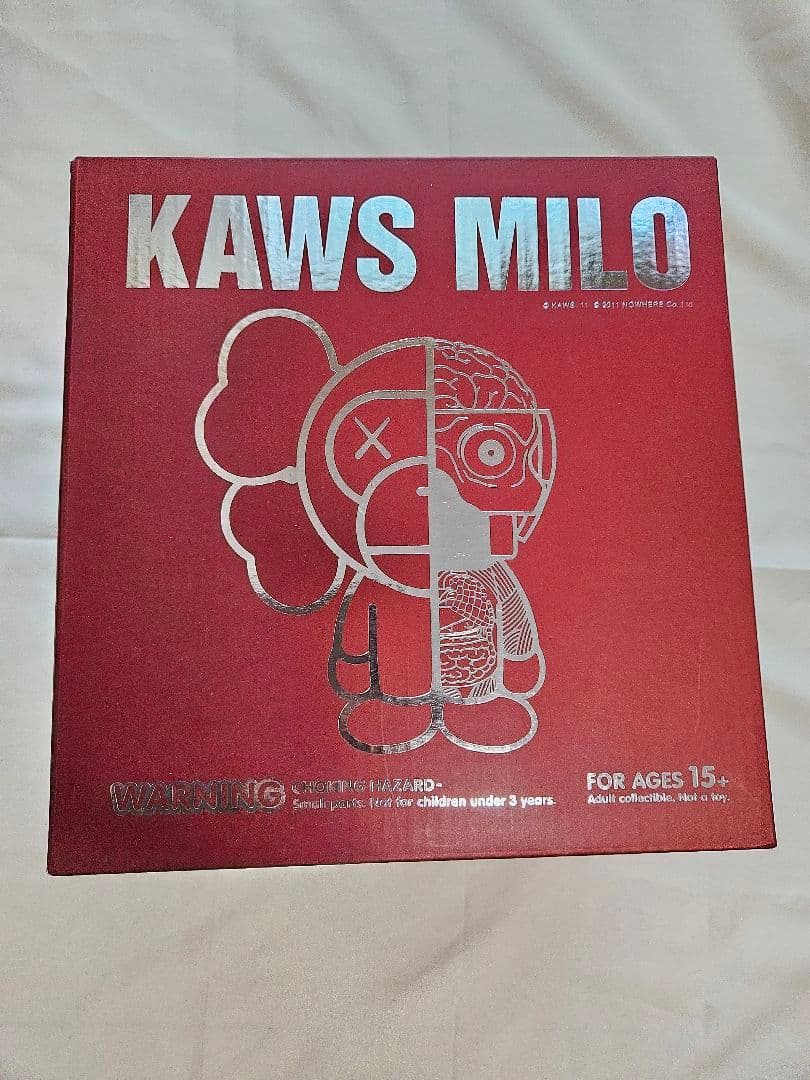 KAWS MILO
© KAWS. 11 © 2011 NOWHERE Co.,Ltd
WARNING CHOKING HAZARD-
Small parts. Not for children under 3 years.
FOR AGES 15+
Adult collectible. Not a toy.